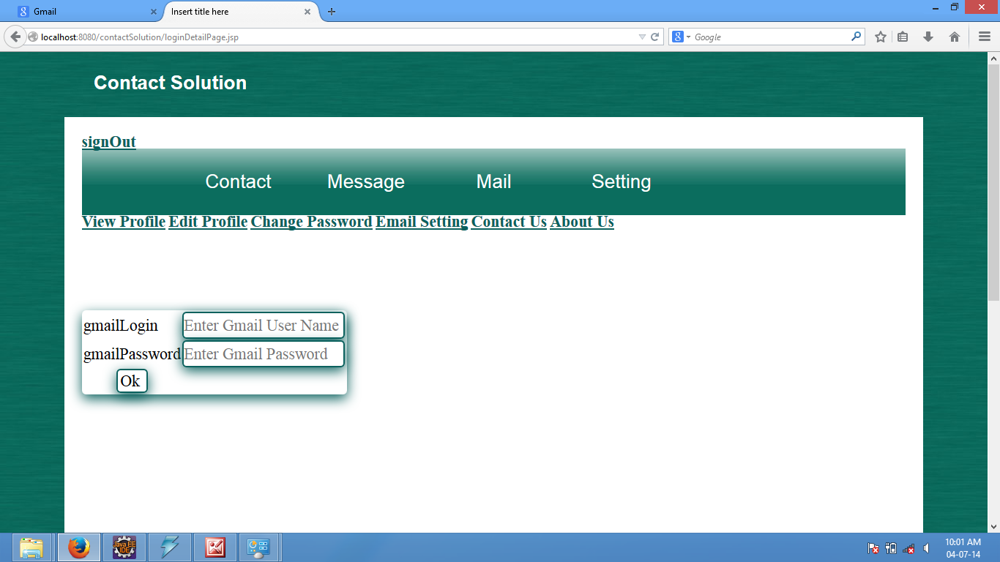 Gmail
Insert title here
localhost:8080/contactSolution/loginDetailPage.jsp
Google
Contact Solution
signOut
Contact Message Mail Setting
View Profile Edit Profile Change Password Email Setting Contact Us About Us
gmailLogin Enter Gmail User Name
gmailPassword Enter Gmail Password
Ok
Java EE
IDE
10:01 AM
04-07-14